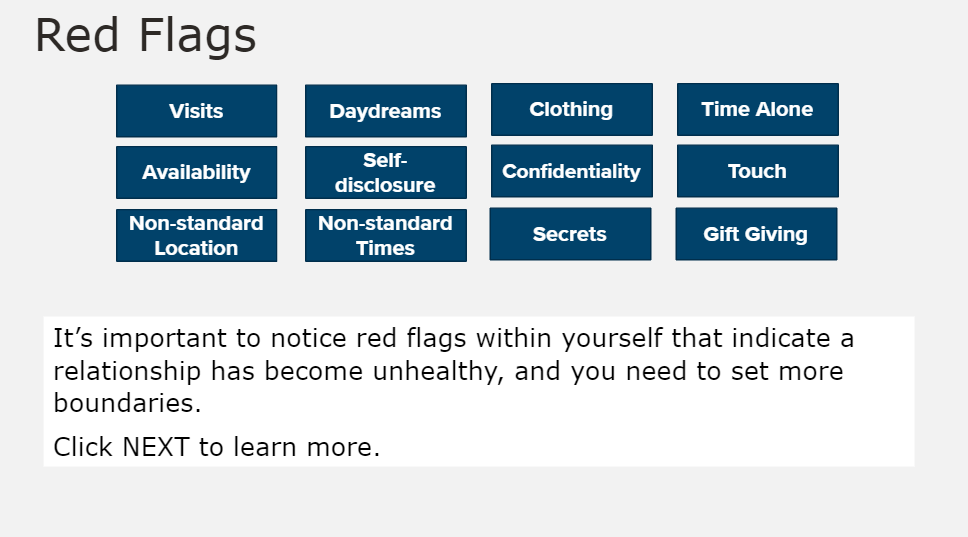 Red Flags
Visits
Daydreams
Clothing
Time Alone
Availability
Self-
disclosure
Confidentiality
Touch
Non-standard
Location
Non-standard
Times
Secrets
Gift Giving
It’s important to notice red flags within yourself that indicate a
relationship has become unhealthy, and you need to set more
boundaries.
Click NEXT to learn more.